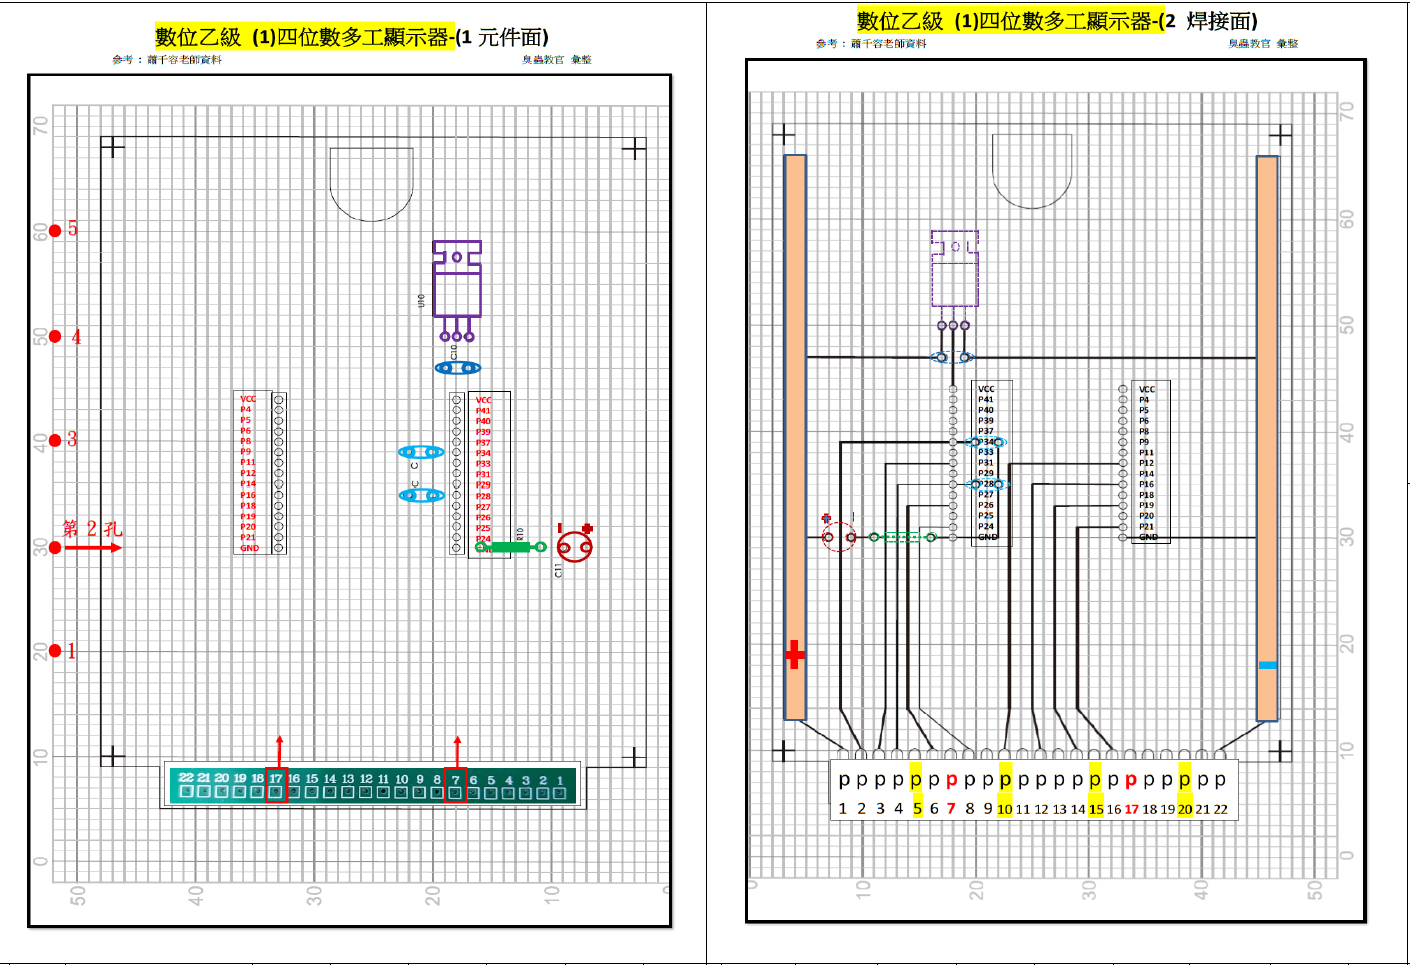 數位乙級 (1)四位數多工顯示器-(1 元件面)
參考：蕭千容老師資料
臭蟲教官 彙整
70
60
50
40
30
20
10
0
5
4
3
第 2 孔
1
U10
C10
VCC
P4
P5
P6
P8
P9
P11
P12
P14
P16
P18
P19
P20
P21
GND
VCC
P41
P40
P39
P37
P34
P33
P31
P29
P28
P27
P26
P25
P24
C
C
R10
C11
22 21 20 19 18 17 16 15 14 13 12 11 10 9 8 7 6 5 4 3 2 1
50 40 30 20 10 0
數位乙級 (1)四位數多工顯示器-(2 焊接面)
參考：蕭千容老師資料
臭蟲教官 彙整
70
60
50
40
30
20
10
0
VCC
P41
P40
P39
P37
P34
P33
P31
P29
P28
P27
P26
P25
P24
GND
VCC
P4
P5
P6
P8
P9
P11
P12
P14
P16
P18
P19
P20
P21
GND
p p p p p p p p p p p p p p p p p p p p p p
1 2 3 4 5 6 7 8 9 10 11 12 13 14 15 16 17 18 19 20 21 22
0 10 20 30 40 50